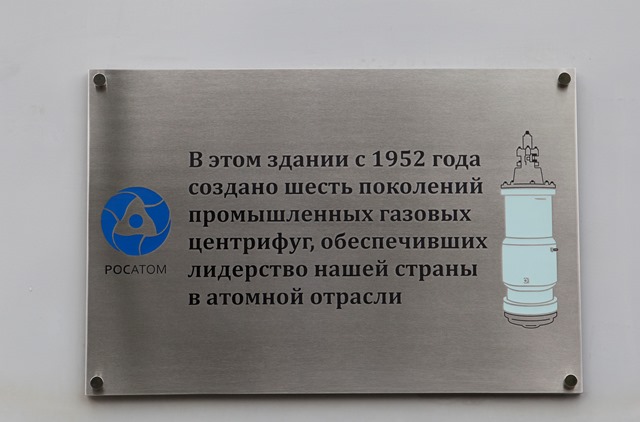 В этом здании с 1952 года
создано шесть поколений
промышленных газовых
центрифуг, обеспечивших
лидерство нашей страны
в атомной отрасли
РОСАТОМ